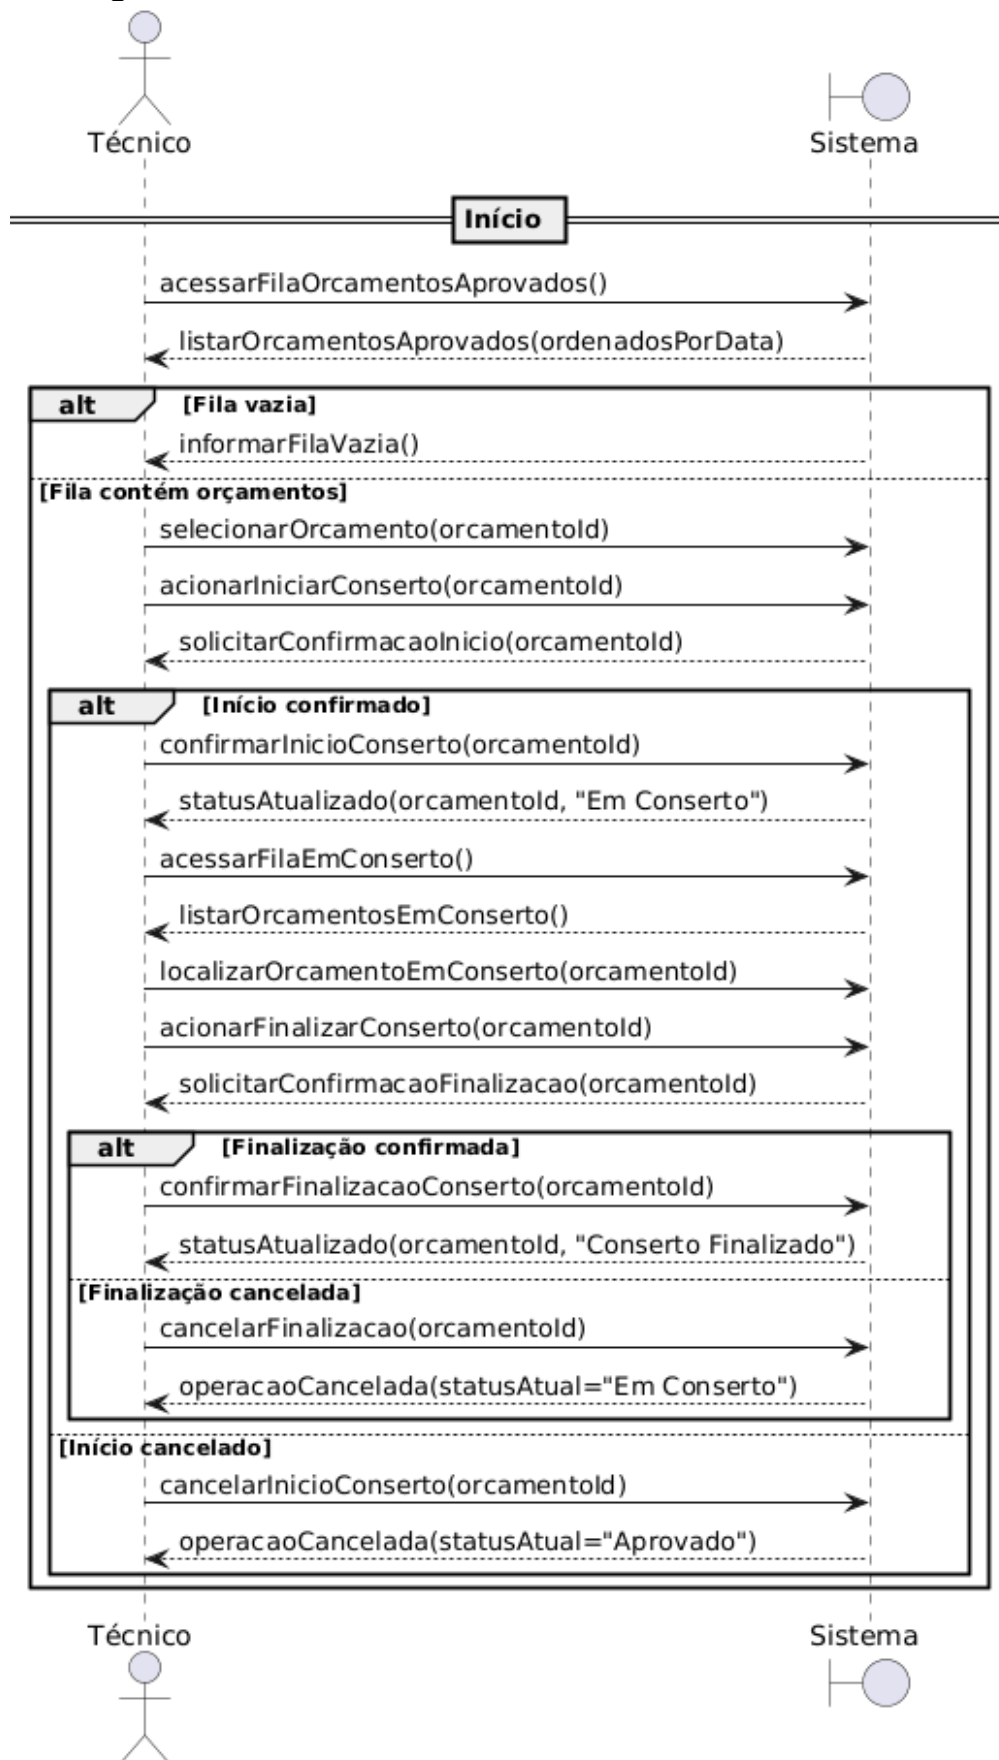 Técnico
Sistema
Início
acessarFilaOrcamentosAprovados()
listarOrcamentosAprovados(ordenadosPorData)
alt [Fila vazia]
informarFilaVazia()
[Fila contém orçamentos]
selecionarOrcamento(orcamentoId)
acionarIniciarConserto(orcamentoId)
solicitarConfirmacaoInicio(orcamentoId)
alt [Início confirmado]
confirmarInicioConserto(orcamentoId)
statusAtualizado(orcamentoId, "Em Conserto")
acessarFilaEmConserto()
listarOrcamentosEmConserto()
localizarOrcamentoEmConserto(orcamentoId)
acionarFinalizarConserto(orcamentoId)
solicitarConfirmacaoFinalizacao(orcamentoId)
alt [Finalização confirmada]
confirmarFinalizacaoConserto(orcamentoId)
statusAtualizado(orcamentoId, "Conserto Finalizado")
[Finalização cancelada]
cancelarFinalizacao(orcamentoId)
operacaoCancelada(statusAtual="Em Conserto")
[Início cancelado]
cancelarInicioConserto(orcamentoId)
operacaoCancelada(statusAtual="Aprovado")
Técnico
Sistema